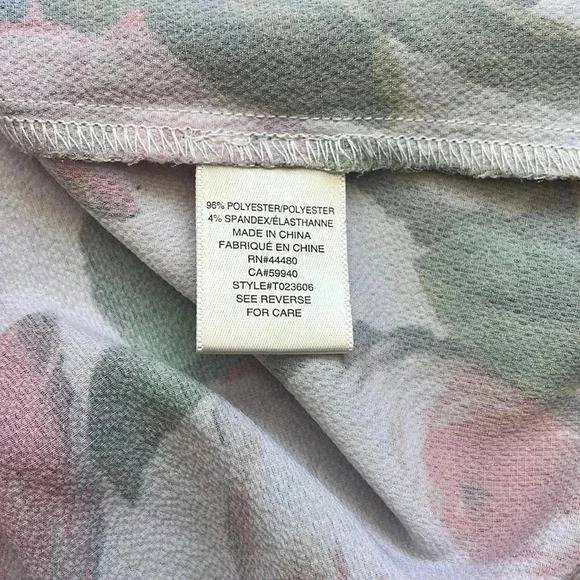 96% POLYESTER/POLYESTER
4% SPANDEX/ÉLASTHANNE
MADE IN CHINA
FABRIQUÉ EN CHINE
RN#44480
CA#59940
STYLE#T023606
SEE REVERSE
FOR CARE